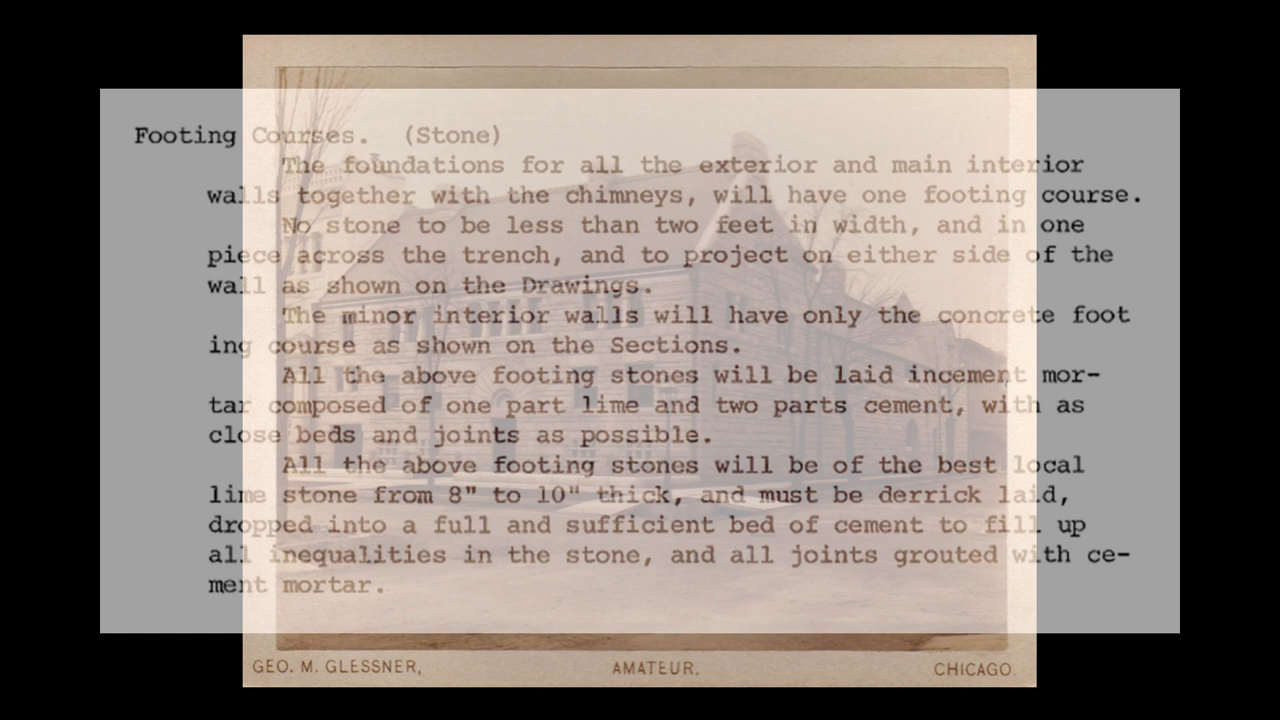 Footing Courses. (Stone)
The foundations for all the exterior and main interior
walls together with the chimneys, will have one footing course.
No stone to be less than two feet in width, and in one
piece across the trench, and to project on either side of the
wall as shown on the Drawings.
The minor interior walls will have only the concrete foot
ing course as shown on the Sections.
All the above footing stones will be laid incement mor-
tar composed of one part lime and two parts cement, with as
close beds and joints as possible.
All the above footing stones will be of the best local
lime stone from 8" to 10" thick, and must be derrick laid,
dropped into a full and sufficient bed of cement to fill up
all inequalities in the stone, and all joints grouted with ce-
ment mortar.
GEO. M. GLESSNER, AMATEUR, CHICAGO.